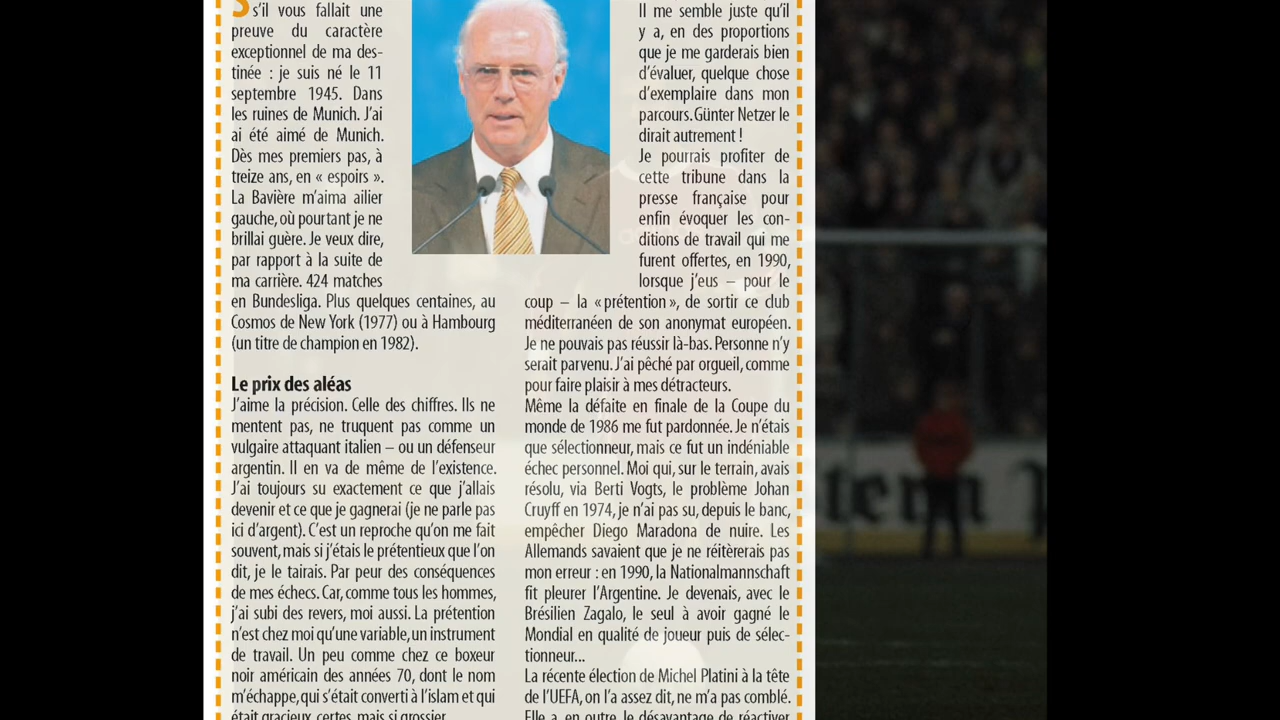 S s'il vous fallait une
preuve du caractère
exceptionnel de ma des-
tinée : je suis né le 11
septembre 1945. Dans
les ruines de Munich. J'ai
ai été aimé de Munich.
Dès mes premiers pas, à
treize ans, en « espoirs ».
La Bavière m'aima ailier
gauche, où pourtant je ne
brillai guère. Je veux dire,
par rapport à la suite de
ma carrière. 424 matches
en Bundesliga. Plus quelques centaines, au
Cosmos de New York (1977) ou à Hambourg
(un titre de champion en 1982).
Le prix des aléas
J'aime la précision. Celle des chiffres. Ils ne
mentent pas, ne truquent pas comme un
vulgaire attaquant italien – ou un défenseur
argentin. Il en va de même de l'existence.
J'ai toujours su exactement ce que j'allais
devenir et ce que je gagnerai (je ne parle pas
ici d'argent). C'est un reproche qu'on me fait
souvent, mais si j'étais le prétentieux que l'on
dit, je le tairais. Par peur des conséquences
de mes échecs. Car, comme tous les hommes,
j'ai subi des revers, moi aussi. La prétention
n'est chez moi qu'une variable, un instrument
de travail. Un peu comme chez ce boxeur
noir américain des années 70, dont le nom
m'échappe, qui s'était converti à l'islam et qui
était gracieux, certes, mais si grossier.
Il me semble juste qu'il
y a, en des proportions
que je me garderais bien
d'évaluer, quelque chose
d'exemplaire dans mon
parcours. Günter Netzer le
dirait autrement !
Je pourrais profiter de
cette tribune dans la
presse française pour
enfin évoquer les con-
ditions de travail qui me
furent offertes, en 1990,
lorsque j'eus – pour le
coup – la « prétention », de sortir ce club
méditerranéen de son anonymat européen.
Je ne pouvais pas réussir là-bas. Personne n'y
serait parvenu. J'ai pêché par orgueil, comme
pour faire plaisir à mes détracteurs.
Même la défaite en finale de la Coupe du
monde de 1986 me fut pardonnée. Je n'étais
que sélectionneur, mais ce fut un indéniable
échec personnel. Moi qui, sur le terrain, avais
résolu, via Berti Vogts, le problème Johan
Cruyff en 1974, je n'ai pas su, depuis le banc,
empêcher Diego Maradona de nuire. Les
Allemands savaient que je ne réitèrerais pas
mon erreur : en 1990, la Nationalmannschaft
fit pleurer l'Argentine. Je devenais, avec le
Brésilien Zagalo, le seul à avoir gagné le
Mondial en qualité de joueur puis de sélec-
tionneur...
La récente élection de Michel Platini à la tête
de l'UEFA, on l'a assez dit, ne m'a pas comblé.
Elle a, en outre, le désavantage de réactiver